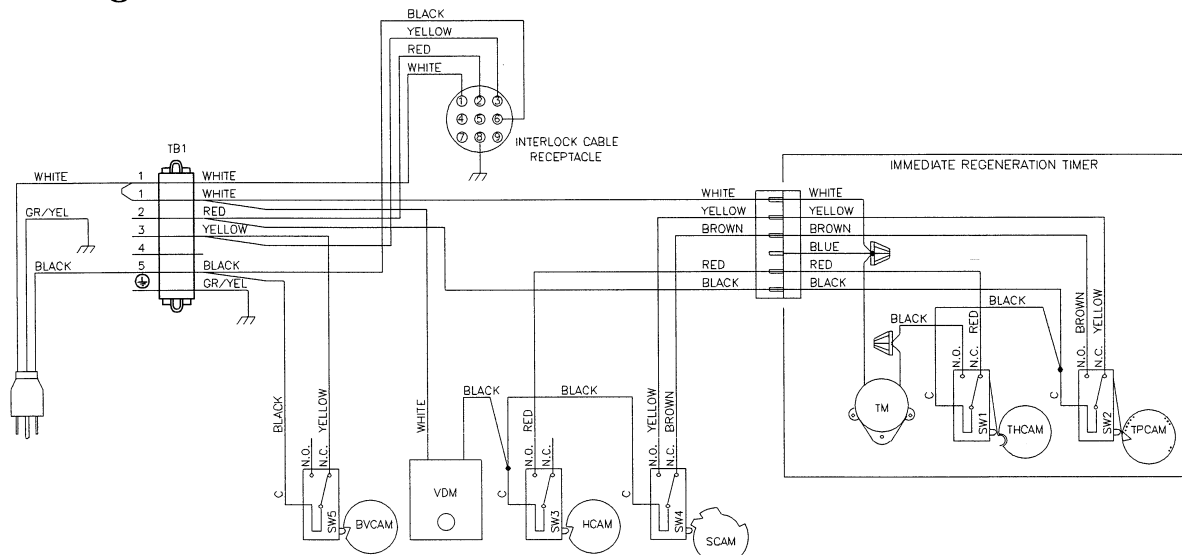 BLACK
YELLOW
RED
WHITE
1 2 3
4 5 6
7 8 9
INTERLOCK CABLE
RECEPTACLE
TB1
WHITE 1 WHITE
1 WHITE
GR/YEL 2 RED
3 YELLOW
4
BLACK 5 BLACK
GR/YEL
IMMEDIATE REGENERATION TIMER
WHITE WHITE
YELLOW YELLOW
BROWN BROWN
BLUE
RED RED
BLACK BLACK
BLACK
BLACK
N.O.
N.C. RED
C
SW1
THCAM
TM
BROWN
YELLOW
N.O.
N.C.
C
SW2
TPCAM
BLACK
YELLOW
N.O.
N.C.
C
SW5
BVCAM
WHITE
VDM
BLACK
BLACK
RED
N.O.
N.C.
C
SW3
HCAM
YELLOW
BROWN
N.O.
N.C.
C
SW4
SCAM